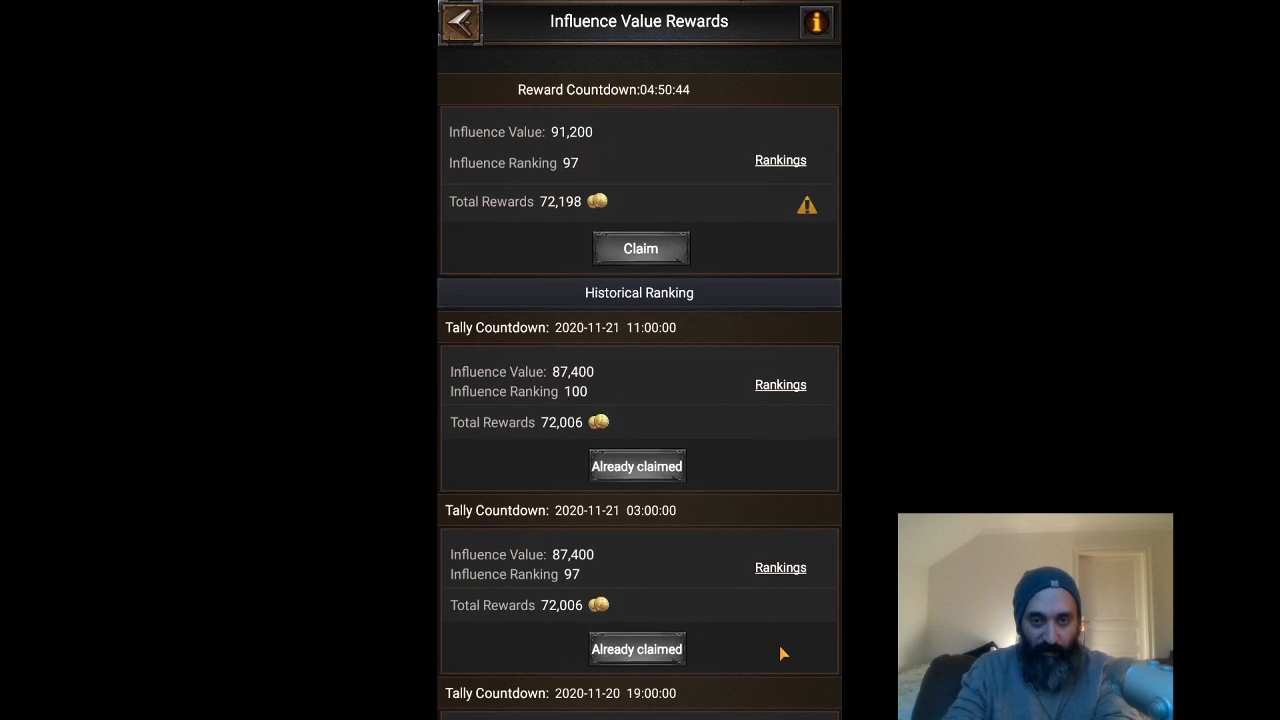 Influence Value Rewards
Reward Countdown:04:50:44
Influence Value: 91,200
Influence Ranking 97
Rankings
Total Rewards 72,198
Claim
Historical Ranking
Tally Countdown: 2020-11-21 11:00:00
Influence Value: 87,400
Influence Ranking 100
Rankings
Total Rewards 72,006
Already claimed
Tally Countdown: 2020-11-21 03:00:00
Influence Value: 87,400
Influence Ranking 97
Rankings
Total Rewards 72,006
Already claimed
Tally Countdown: 2020-11-20 19:00:00